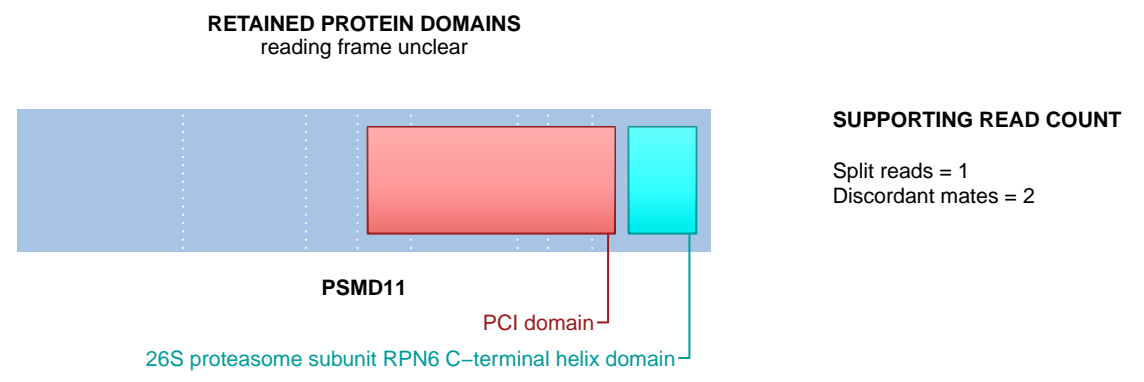 RETAINED PROTEIN DOMAINS
reading frame unclear
SUPPORTING READ COUNT
Split reads = 1
Discordant mates = 2
PSMD11
PCI domain
26S proteasome subunit RPN6 C−terminal helix domain